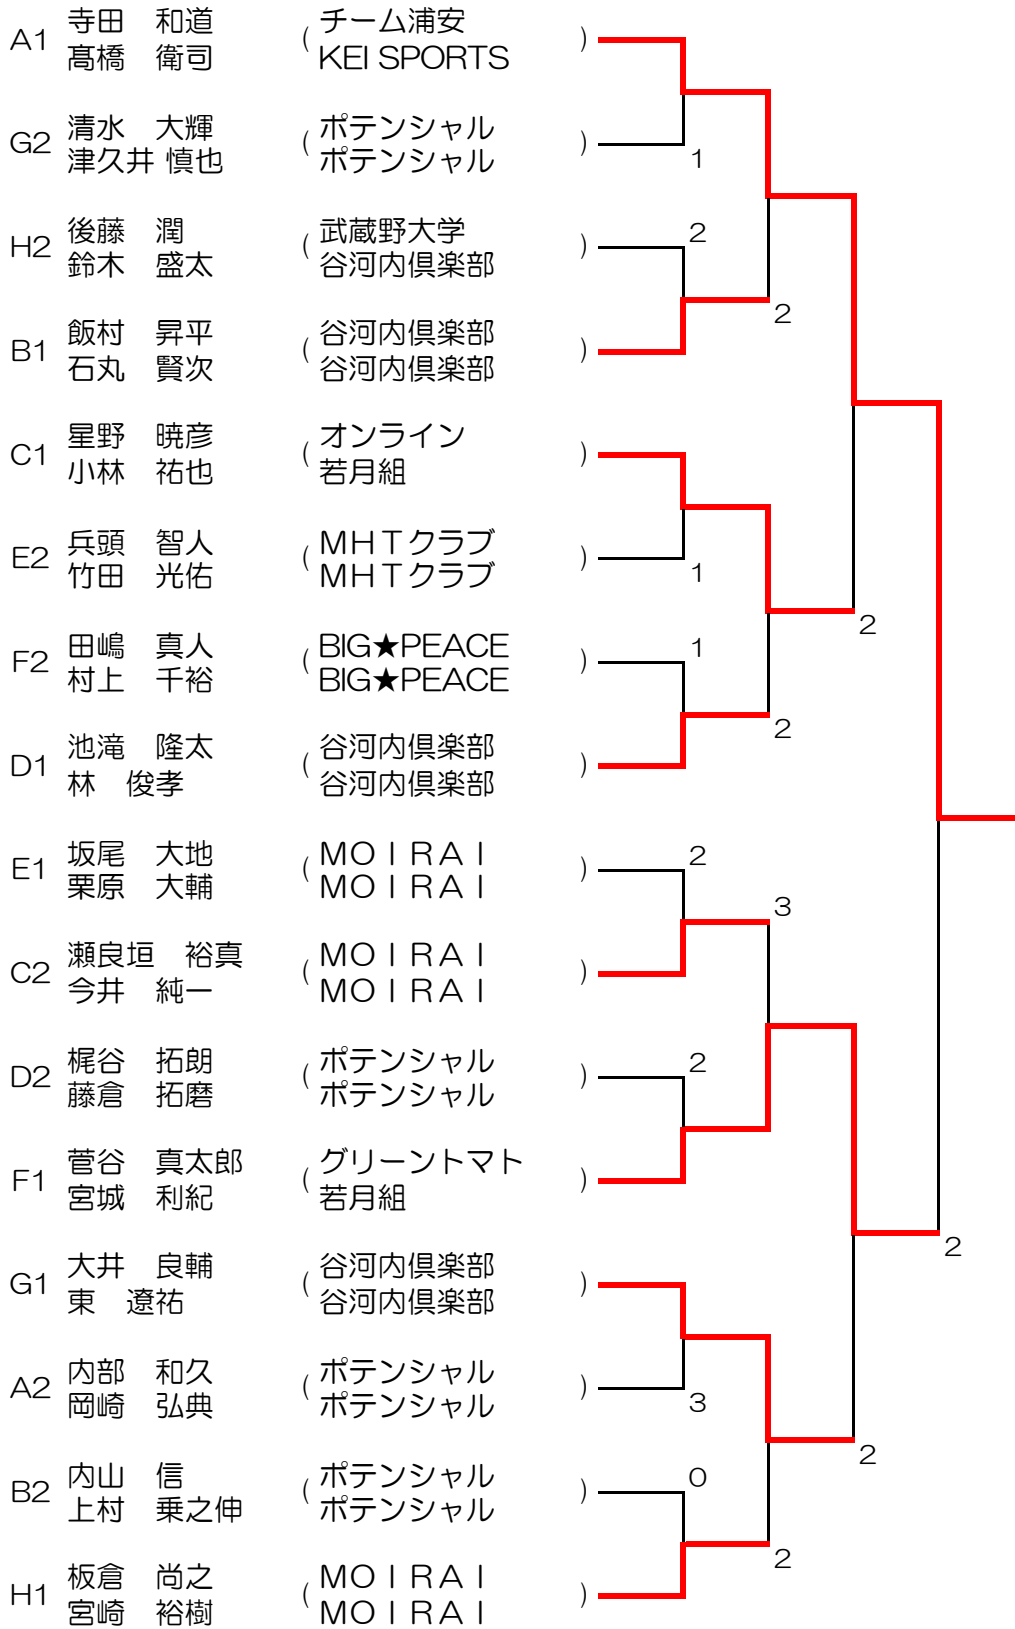 A1 寺田　和道 ( チーム浦安 )
髙橋　衛司 KEI SPORTS
G2 清水　大輝 ( ポテンシャル )
津久井 慎也 ポテンシャル
1
H2 後藤　潤 ( 武蔵野大学 ) 2
鈴木　盛太 谷河内倶楽部
2
B1 飯村　昇平 ( 谷河内倶楽部 )
石丸　賢次 谷河内倶楽部
C1 星野　暁彦 ( オンライン )
小林　祐也 若月組
E2 兵頭　智人 ( ＭＨＴクラブ )
竹田　光佑 ＭＨＴクラブ
1
2
F2 田嶋　真人 ( BIG★PEACE ) 1
村上　千裕 BIG★PEACE
2
D1 池滝　隆太 ( 谷河内倶楽部 )
林　俊孝 谷河内倶楽部
E1 坂尾　大地 ( ＭＯＩＲＡＩ ) 2
栗原　大輔 ＭＯＩＲＡＩ
3
C2 瀬良垣　裕真 ( ＭＯＩＲＡＩ )
今井　純一 ＭＯＩＲＡＩ
D2 梶谷　拓朗 ( ポテンシャル ) 2
藤倉　拓磨 ポテンシャル
F1 菅谷　真太郎 ( グリーントマト )
宮城　利紀 若月組
2
G1 大井　良輔 ( 谷河内倶楽部 )
東　遼祐 谷河内倶楽部
A2 内部　和久 ( ポテンシャル )
岡崎　弘典 ポテンシャル
3
2
B2 内山　信 ( ポテンシャル ) 0
上村　乗之伸 ポテンシャル
2
H1 板倉　尚之 ( ＭＯＩＲＡＩ )
宮崎　裕樹 ＭＯＩＲＡＩ